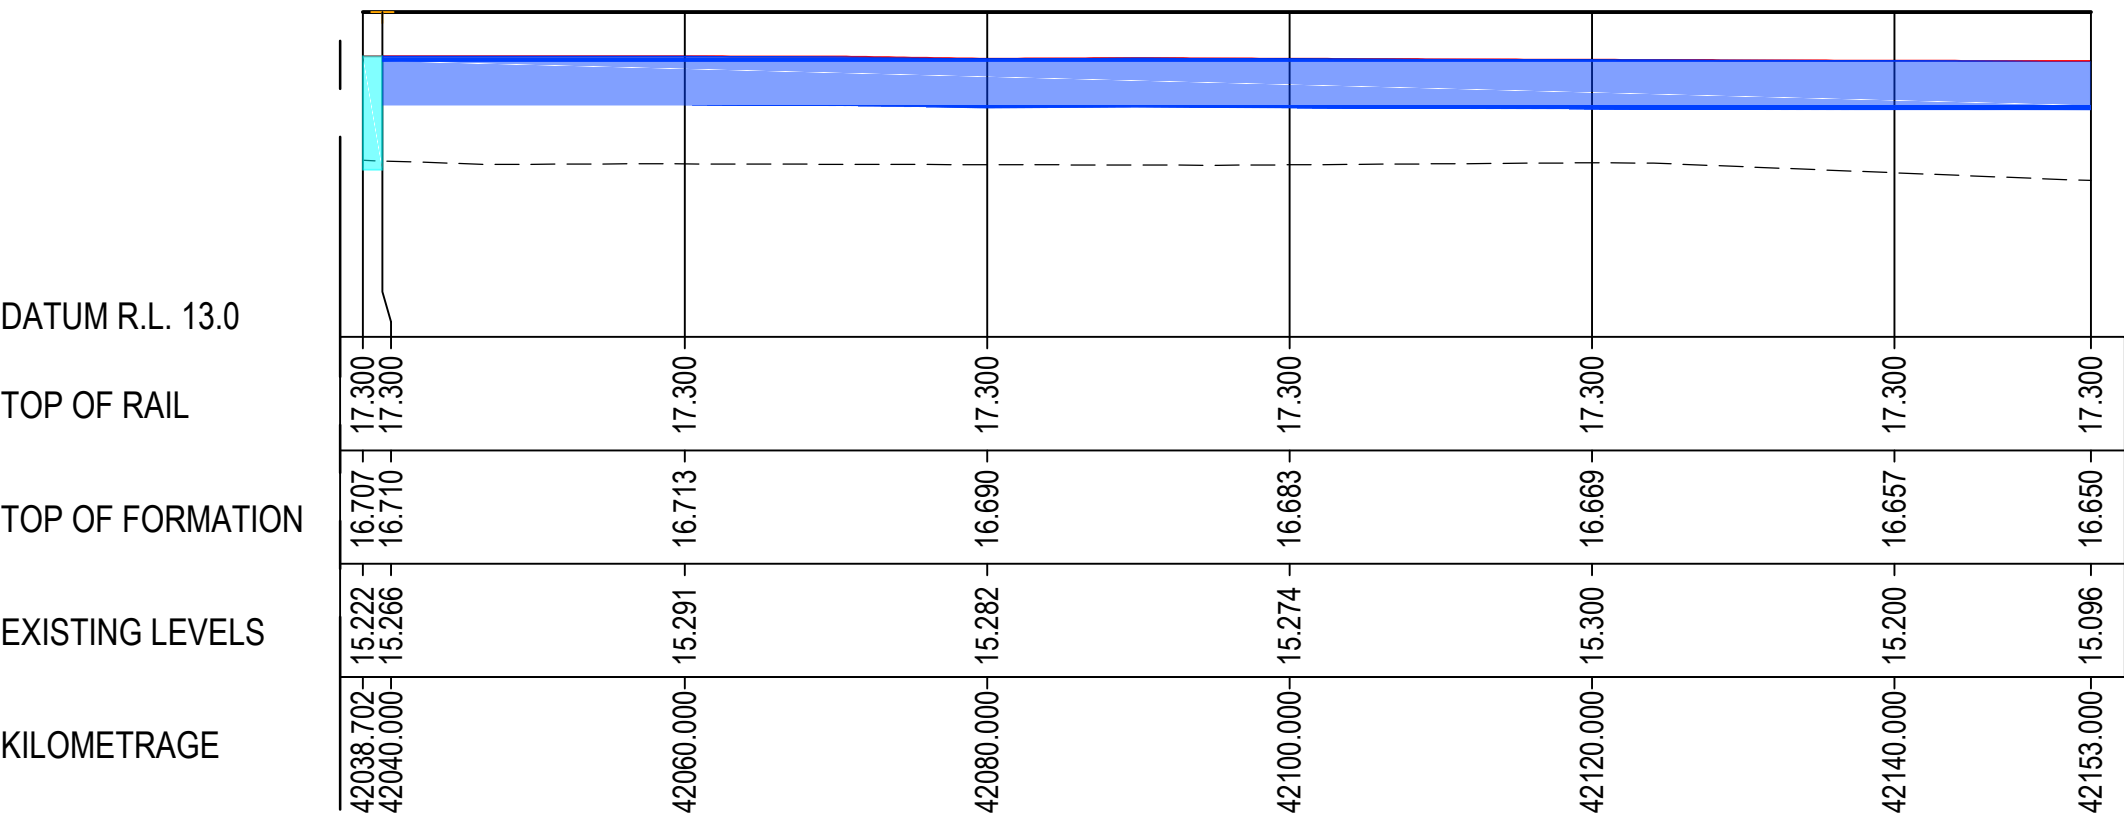 DATUM R.L. 13.0
TOP OF RAIL 17.300 17.300 17.300 17.300 17.300 17.300 17.300 17.300
TOP OF FORMATION 16.707 16.710 16.713 16.690 16.683 16.669 16.657 16.650
EXISTING LEVELS 15.222 15.266 15.291 15.282 15.274 15.300 15.200 15.096
KILOMETRAGE 42038.702 42040.000 42060.000 42080.000 42100.000 42120.000 42140.000 42153.000